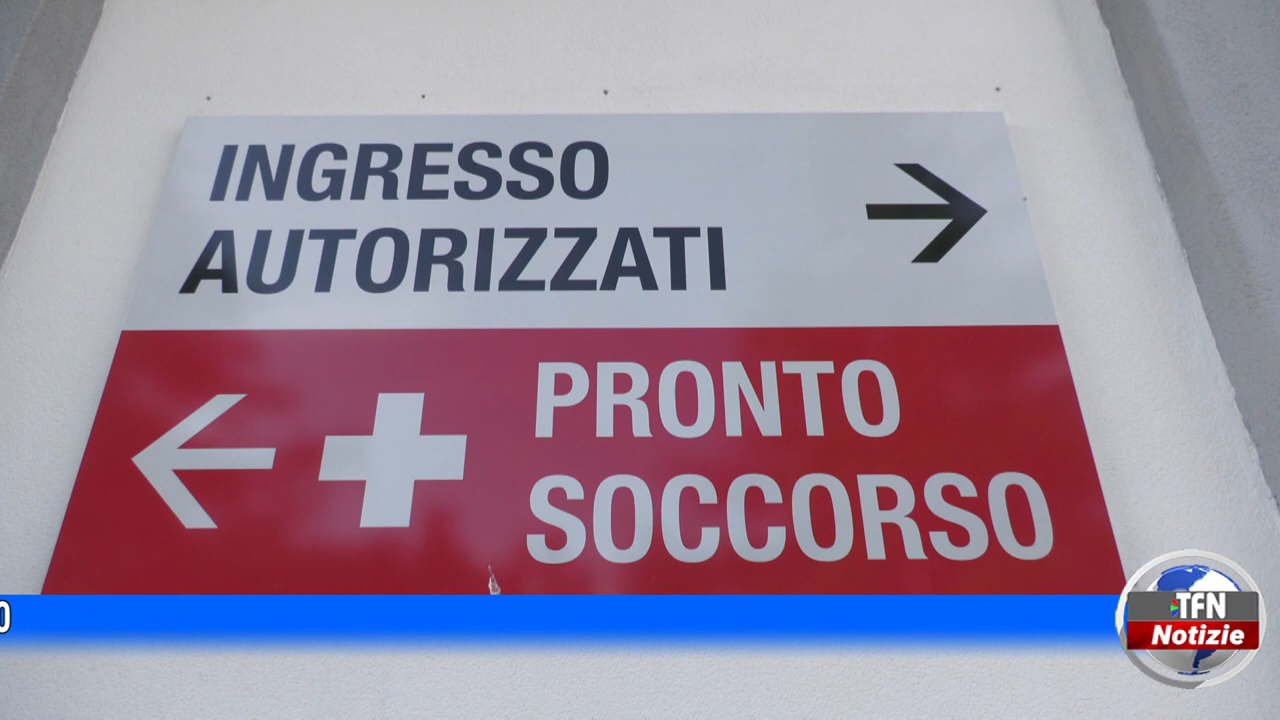 INGRESSO
AUTORIZZATI
PRONTO
SOCCORSO
TFN
Notizie